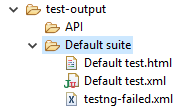 test-output
API
Default suite
Default test.html
Default test.xml
testng-failed.xml